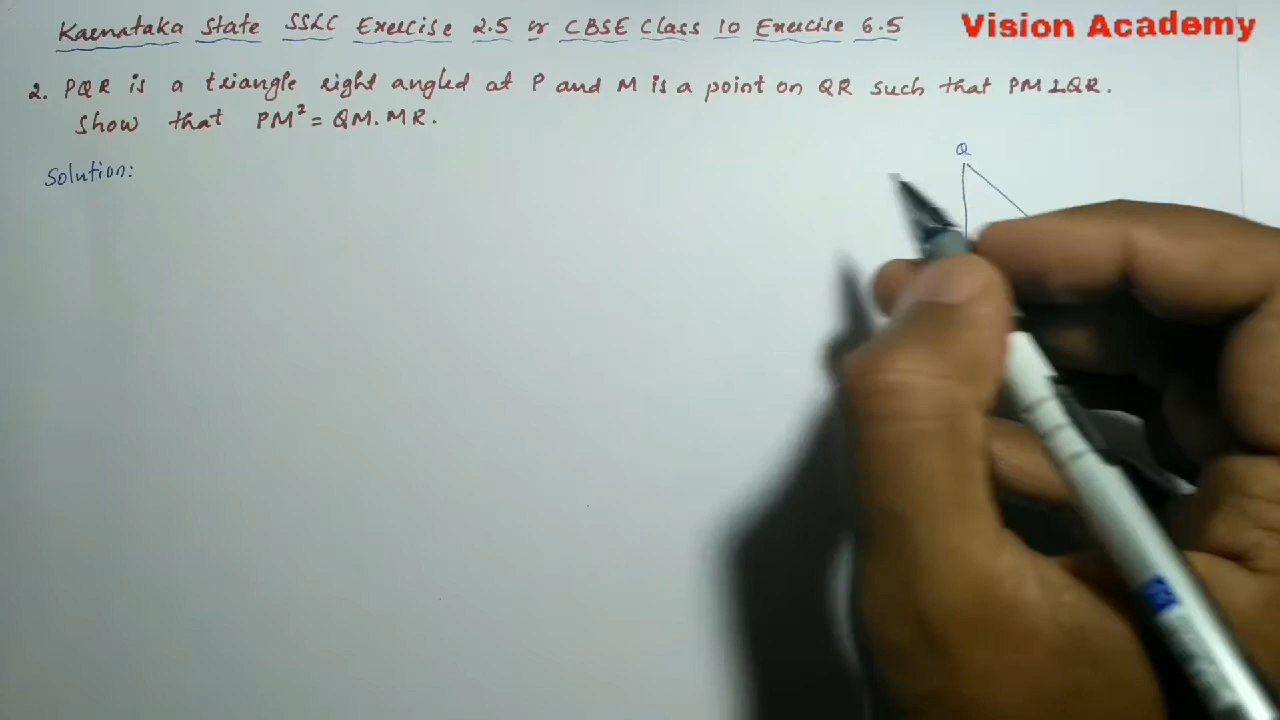 Karnataka State SSLC Exercise 2.5 or CBSE Class 10 Exercise 6.5
Vision Academy
2. PQR is a triangle right angled at P and M is a point on QR such that PM⊥QR.
Show that PM² = QM.MR.
Solution:
Q